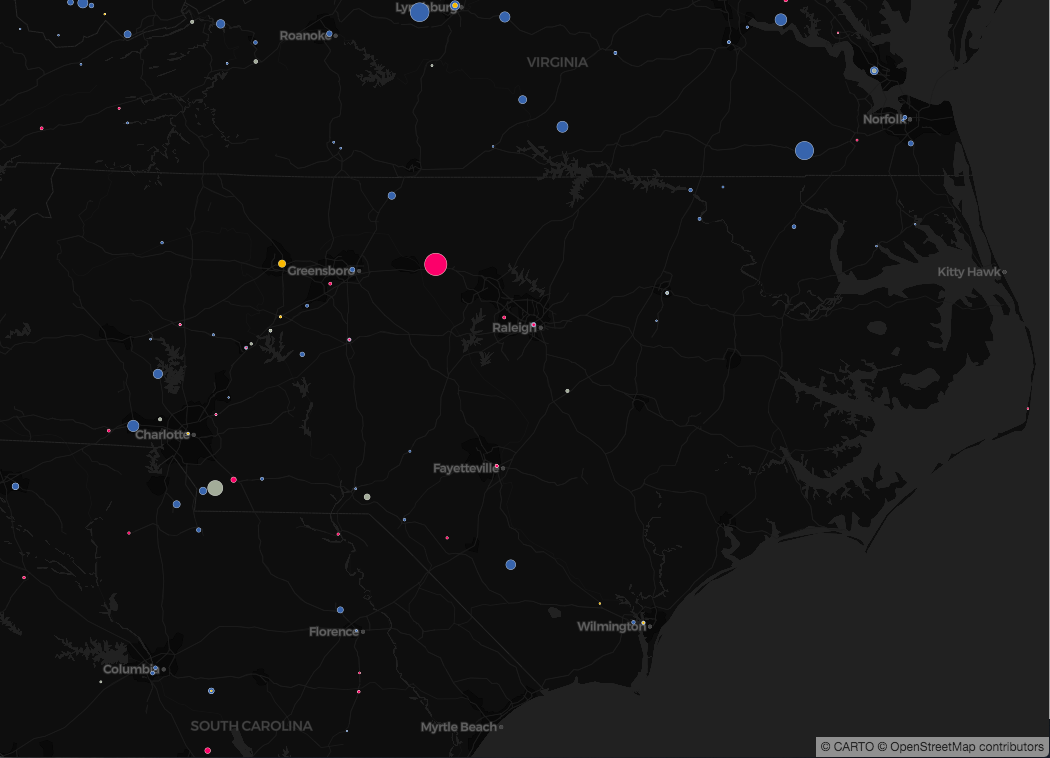 Lynchburg
Roanoke
VIRGINIA
Norfolk
Greensboro
Kitty Hawk
Raleigh
Charlotte
Fayetteville
Wilmington
Florence
Columbia
SOUTH CAROLINA
Myrtle Beach
© CARTO © OpenStreetMap contributors